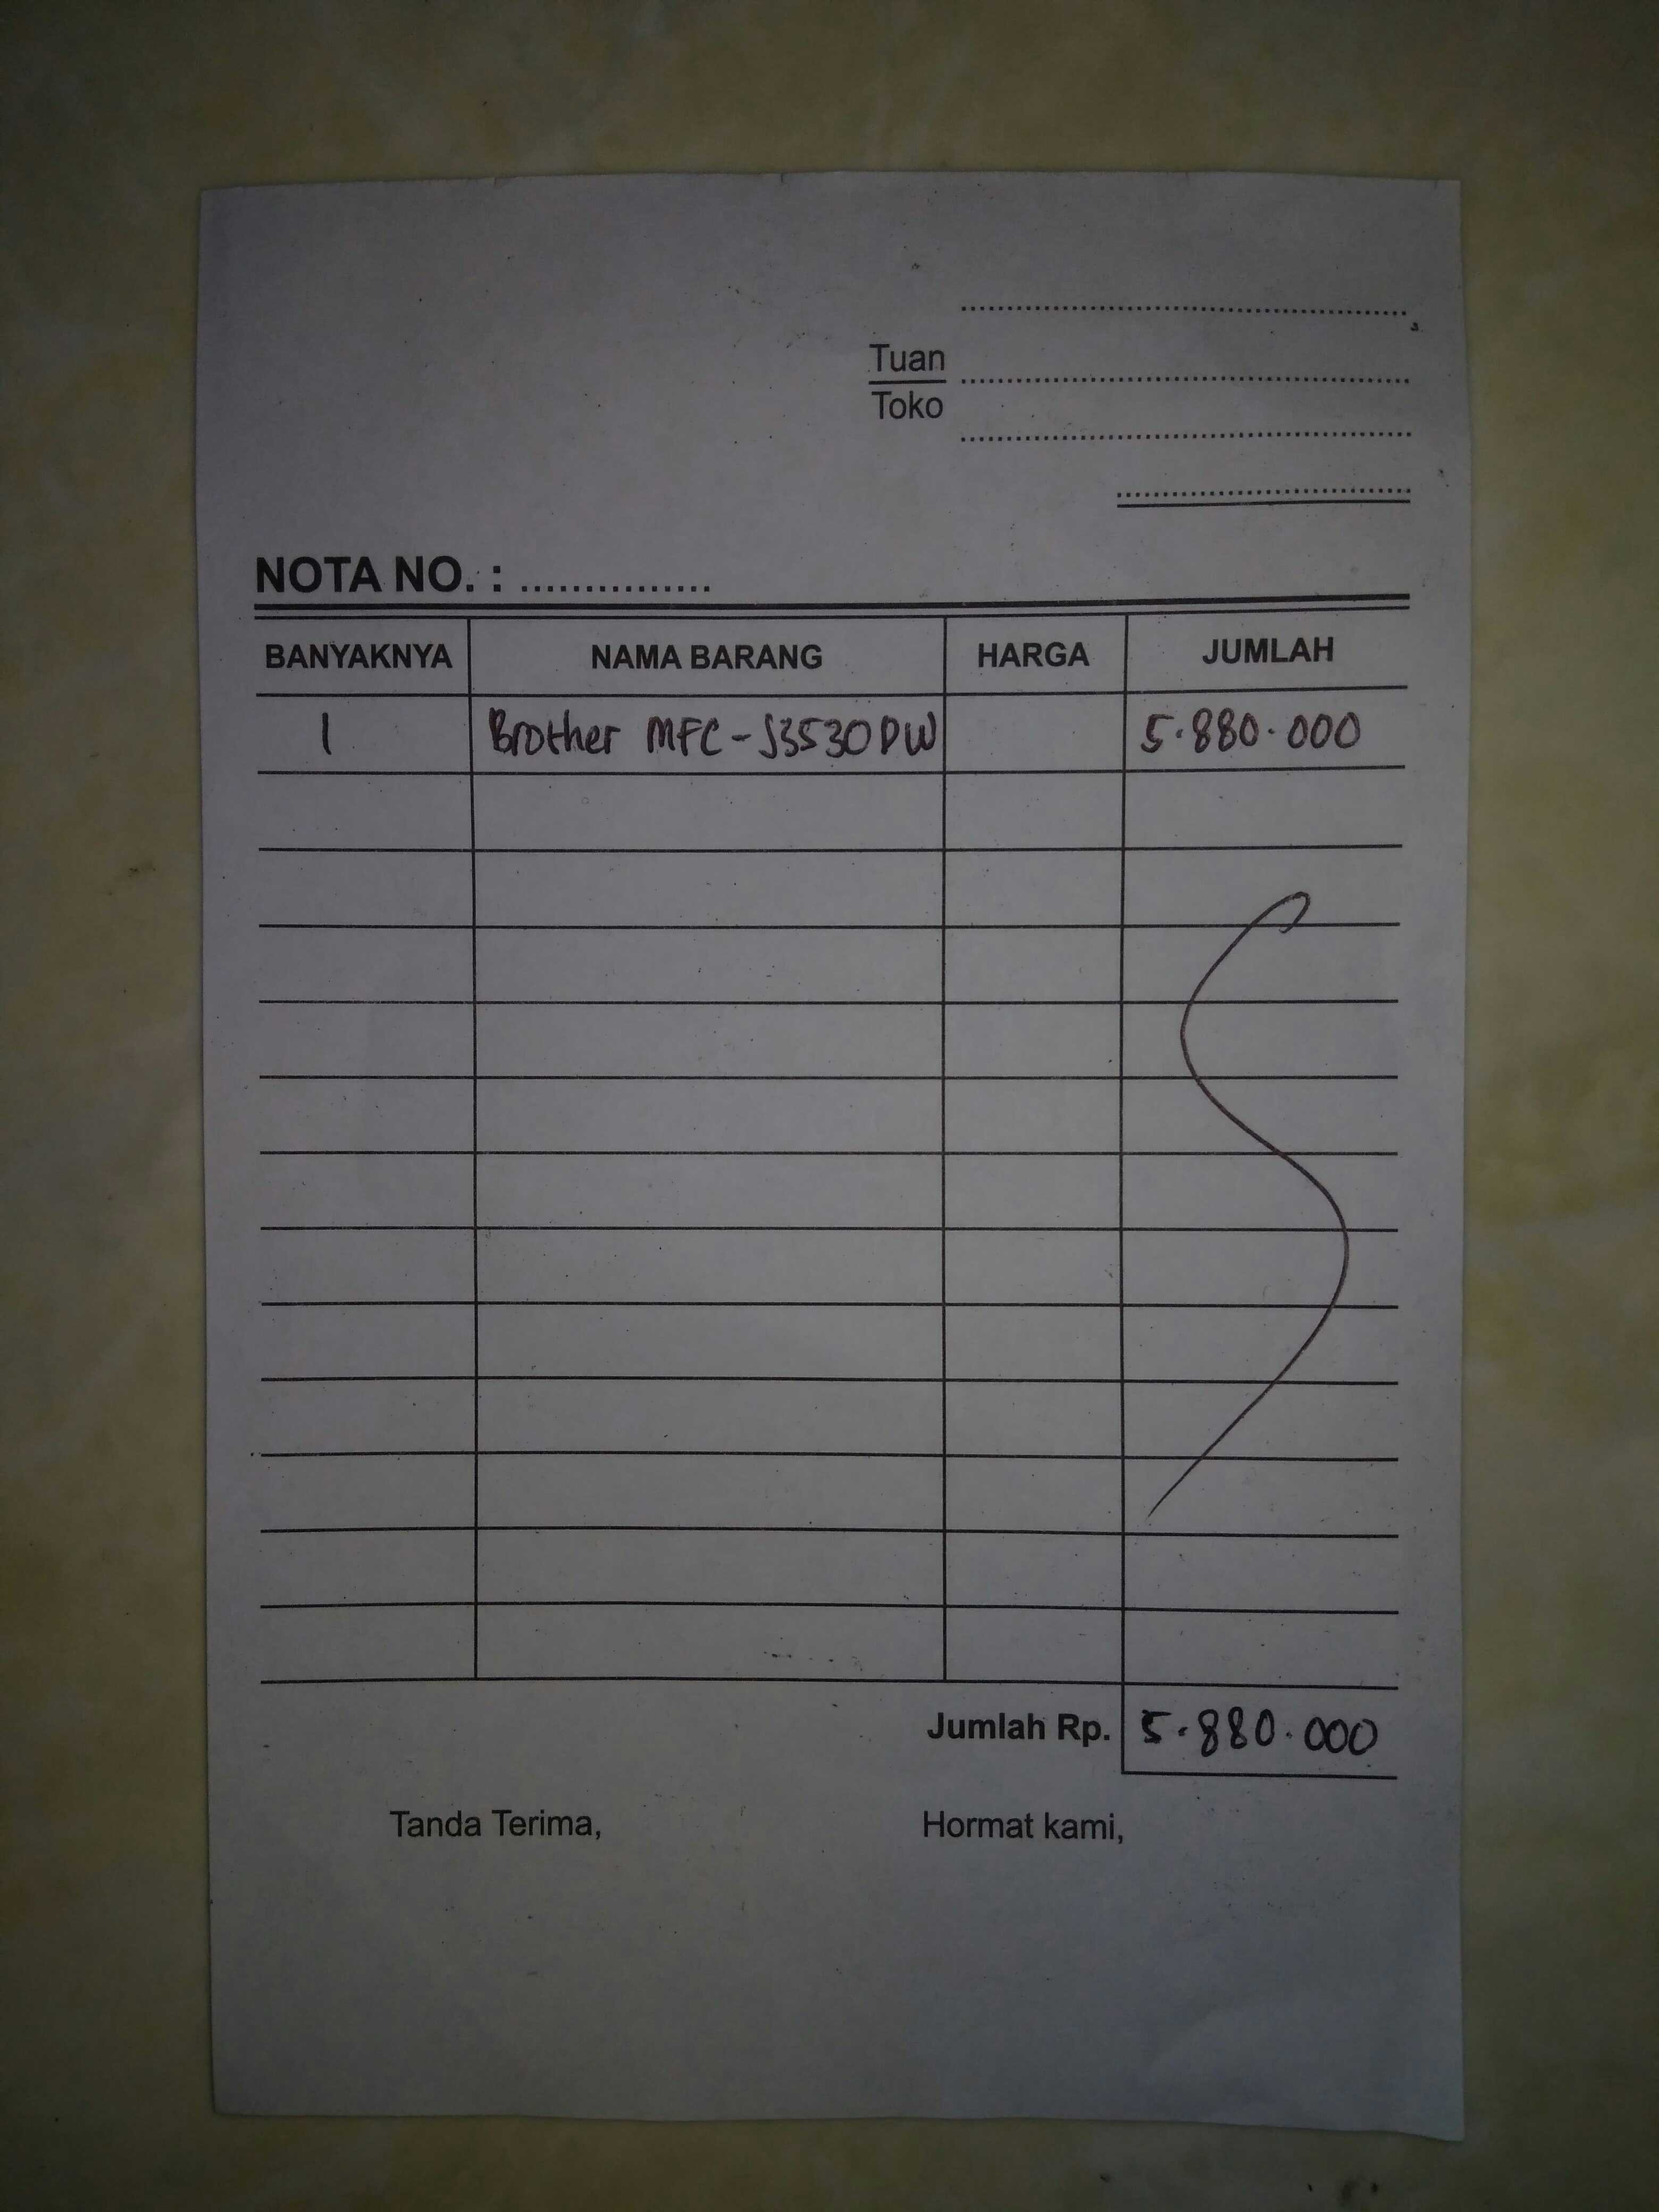 Tuan
Toko
NOTA NO. : ...............
BANYAKNYA NAMA BARANG HARGA JUMLAH
1 Brother MFC-J3530DW 5.880.000
Jumlah Rp. 5.880.000
Tanda Terima, Hormat kami,